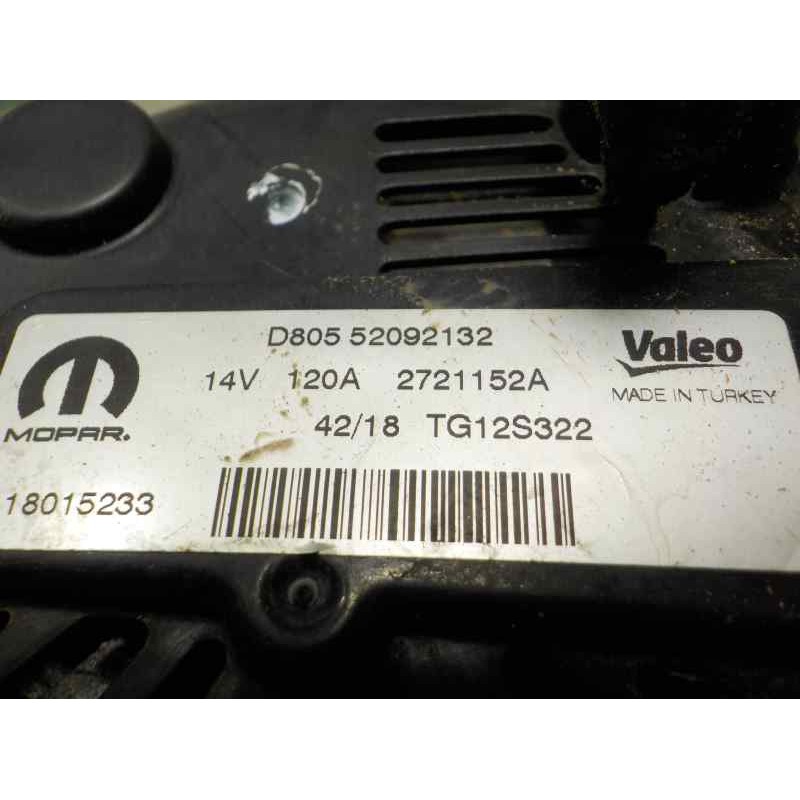 D805 52092132
Valeo
14V 120A 2721152A
MADE IN TURKEY
MOPAR.
42/18 TG12S322
18015233